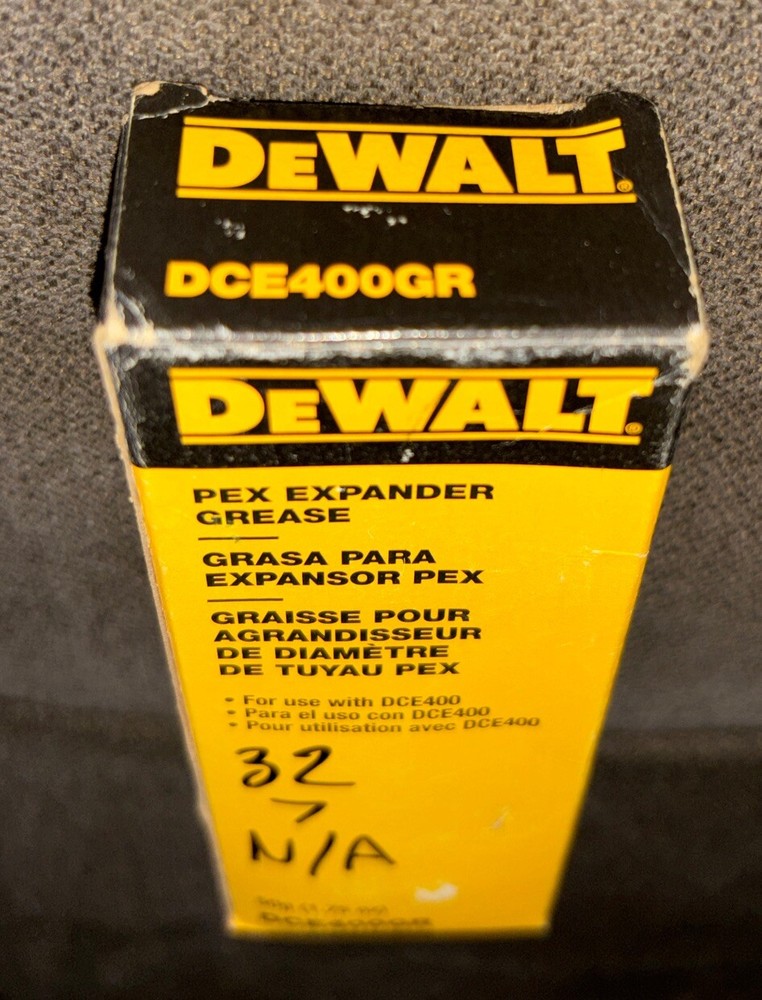 DEWALT®
DCE400GR
DEWALT®
PEX EXPANDER
GREASE
GRASA PARA
EXPANSOR PEX
GRAISSE POUR
AGRANDISSEUR
DE DIAMÈTRE
DE TUYAU PEX
• For use with DCE400
• Para el uso con DCE400
• Pour utilisation avec DCE400
32
>
N/A
DCE400GR